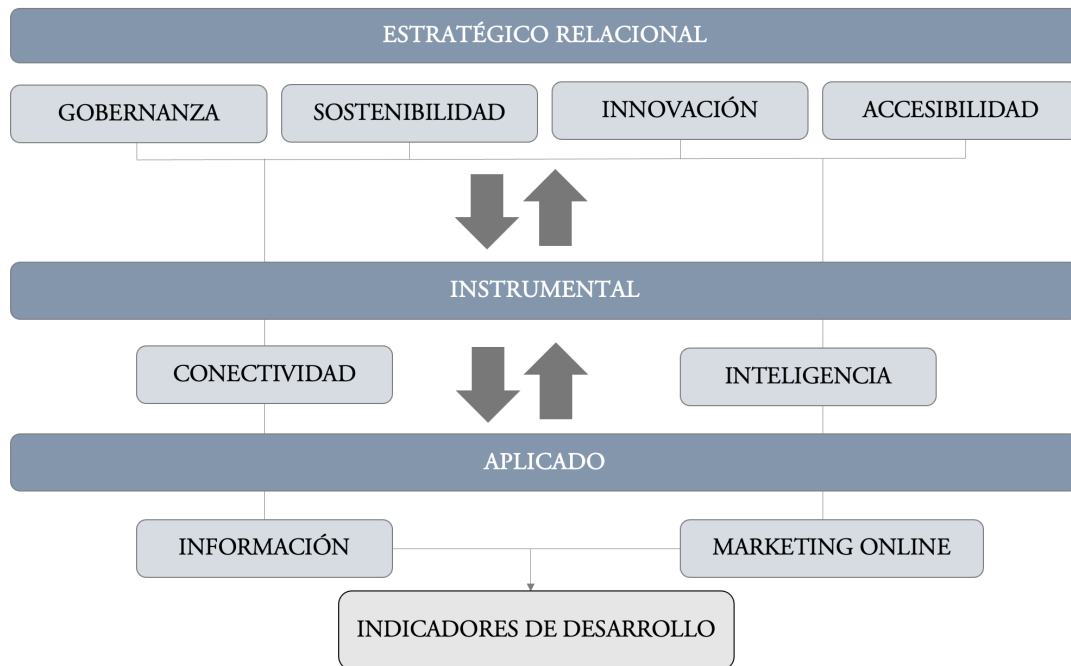 ESTRATÉGICO RELACIONAL
GOBERNANZA
SOSTENIBILIDAD
INNOVACIÓN
ACCESIBILIDAD
INSTRUMENTAL
CONECTIVIDAD
INTELIGENCIA
APLICADO
INFORMACIÓN
MARKETING ONLINE
INDICADORES DE DESARROLLO